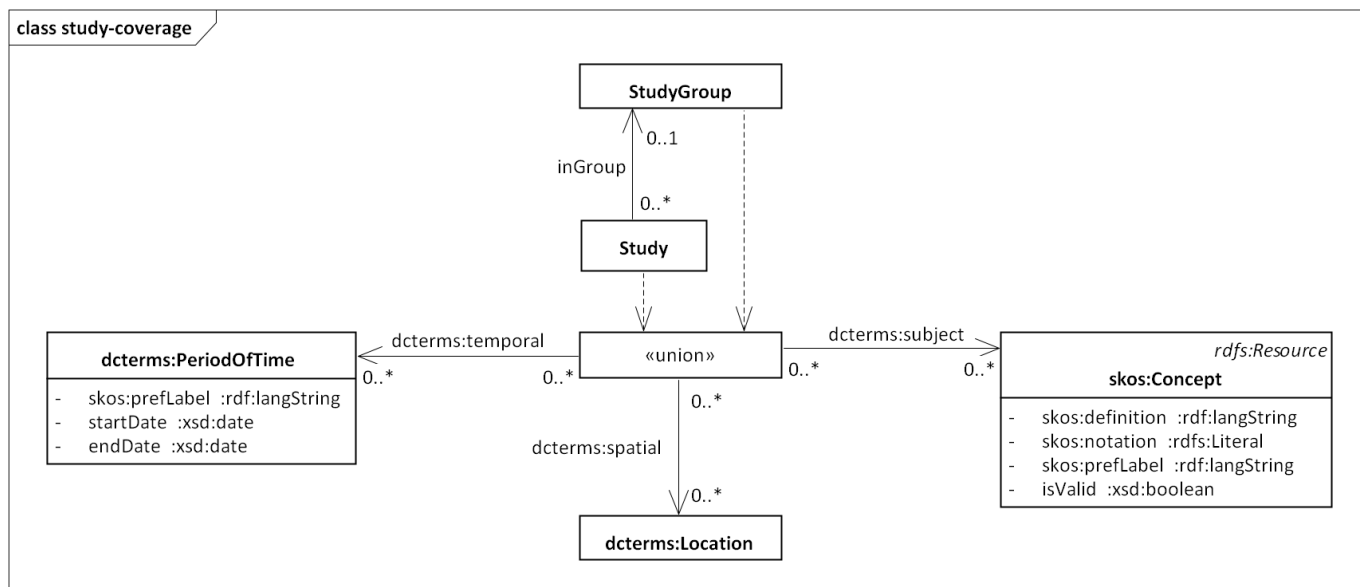 class study-coverage
StudyGroup
0..1
inGroup
0..*
Study
dcterms:temporal
0..*
0..*
«union»
dcterms:subject
0..*
0..*
dcterms:PeriodOfTime
- skos:prefLabel :rdf:langString
- startDate :xsd:date
- endDate :xsd:date
rdfs:Resource
skos:Concept
- skos:definition :rdf:langString
- skos:notation :rdfs:Literal
- skos:prefLabel :rdf:langString
- isValid :xsd:boolean
0..*
dcterms:spatial
0..*
dcterms:Location